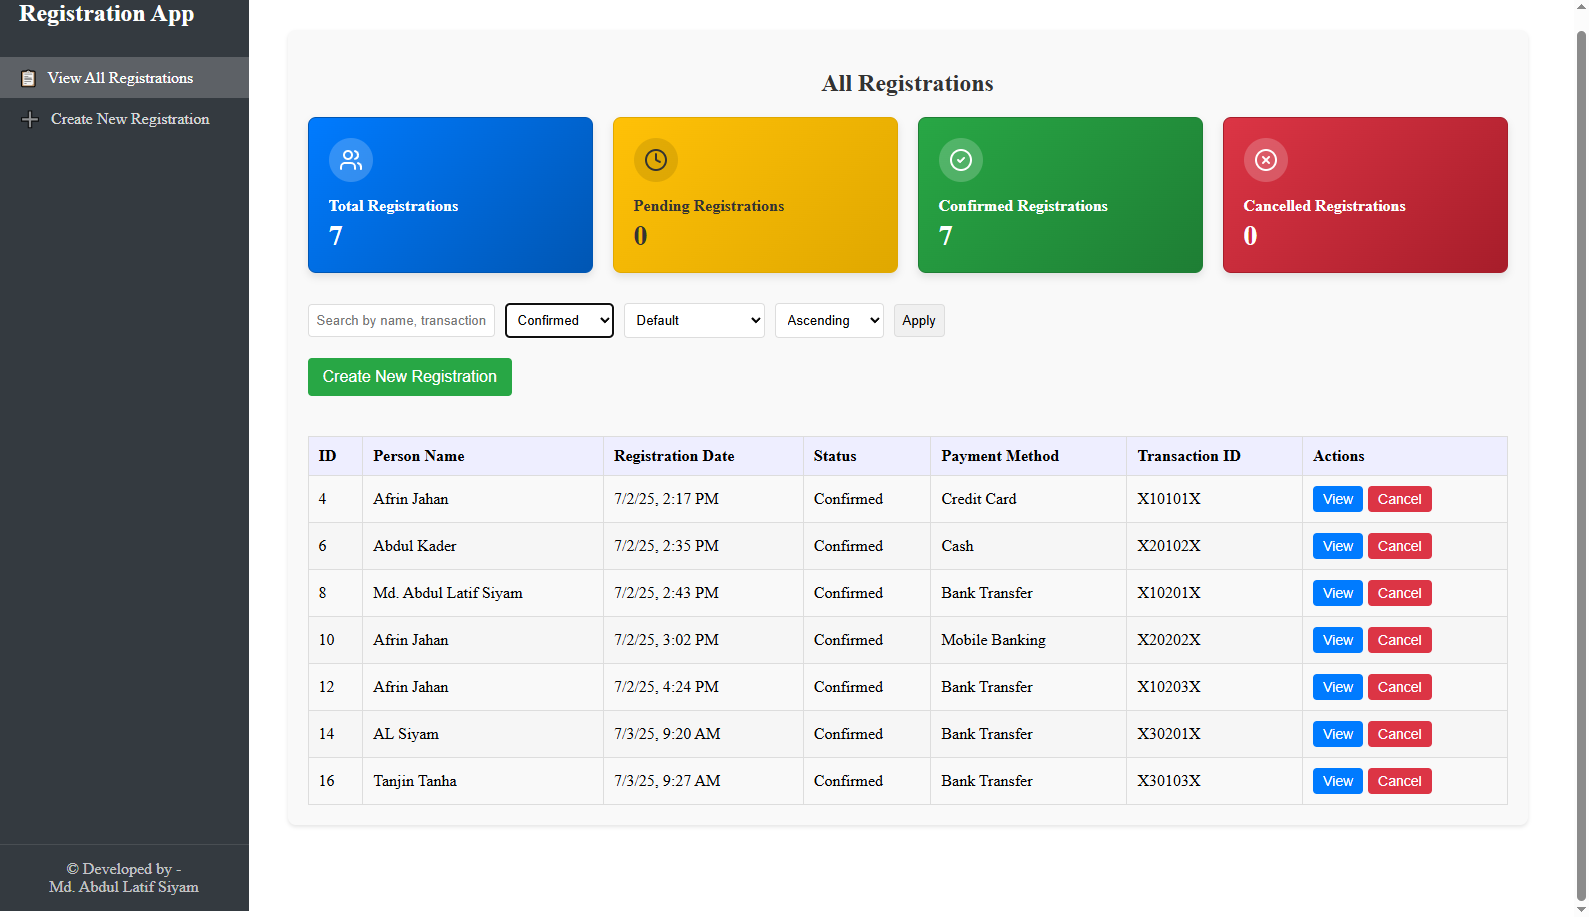 Registration App
View All Registrations
Create New Registration
All Registrations
Total Registrations
7
Pending Registrations
0
Confirmed Registrations
7
Cancelled Registrations
0
Search by name, transaction
Confirmed
Default
Ascending
Apply
Create New Registration
ID Person Name Registration Date Status Payment Method Transaction ID Actions
4 Afrin Jahan 7/2/25, 2:17 PM Confirmed Credit Card X10101X View Cancel
6 Abdul Kader 7/2/25, 2:35 PM Confirmed Cash X20102X View Cancel
8 Md. Abdul Latif Siyam 7/2/25, 2:43 PM Confirmed Bank Transfer X10201X View Cancel
10 Afrin Jahan 7/2/25, 3:02 PM Confirmed Mobile Banking X20202X View Cancel
12 Afrin Jahan 7/2/25, 4:24 PM Confirmed Bank Transfer X10203X View Cancel
14 AL Siyam 7/3/25, 9:20 AM Confirmed Bank Transfer X30201X View Cancel
16 Tanjin Tanha 7/3/25, 9:27 AM Confirmed Bank Transfer X30103X View Cancel
© Developed by -
Md. Abdul Latif Siyam